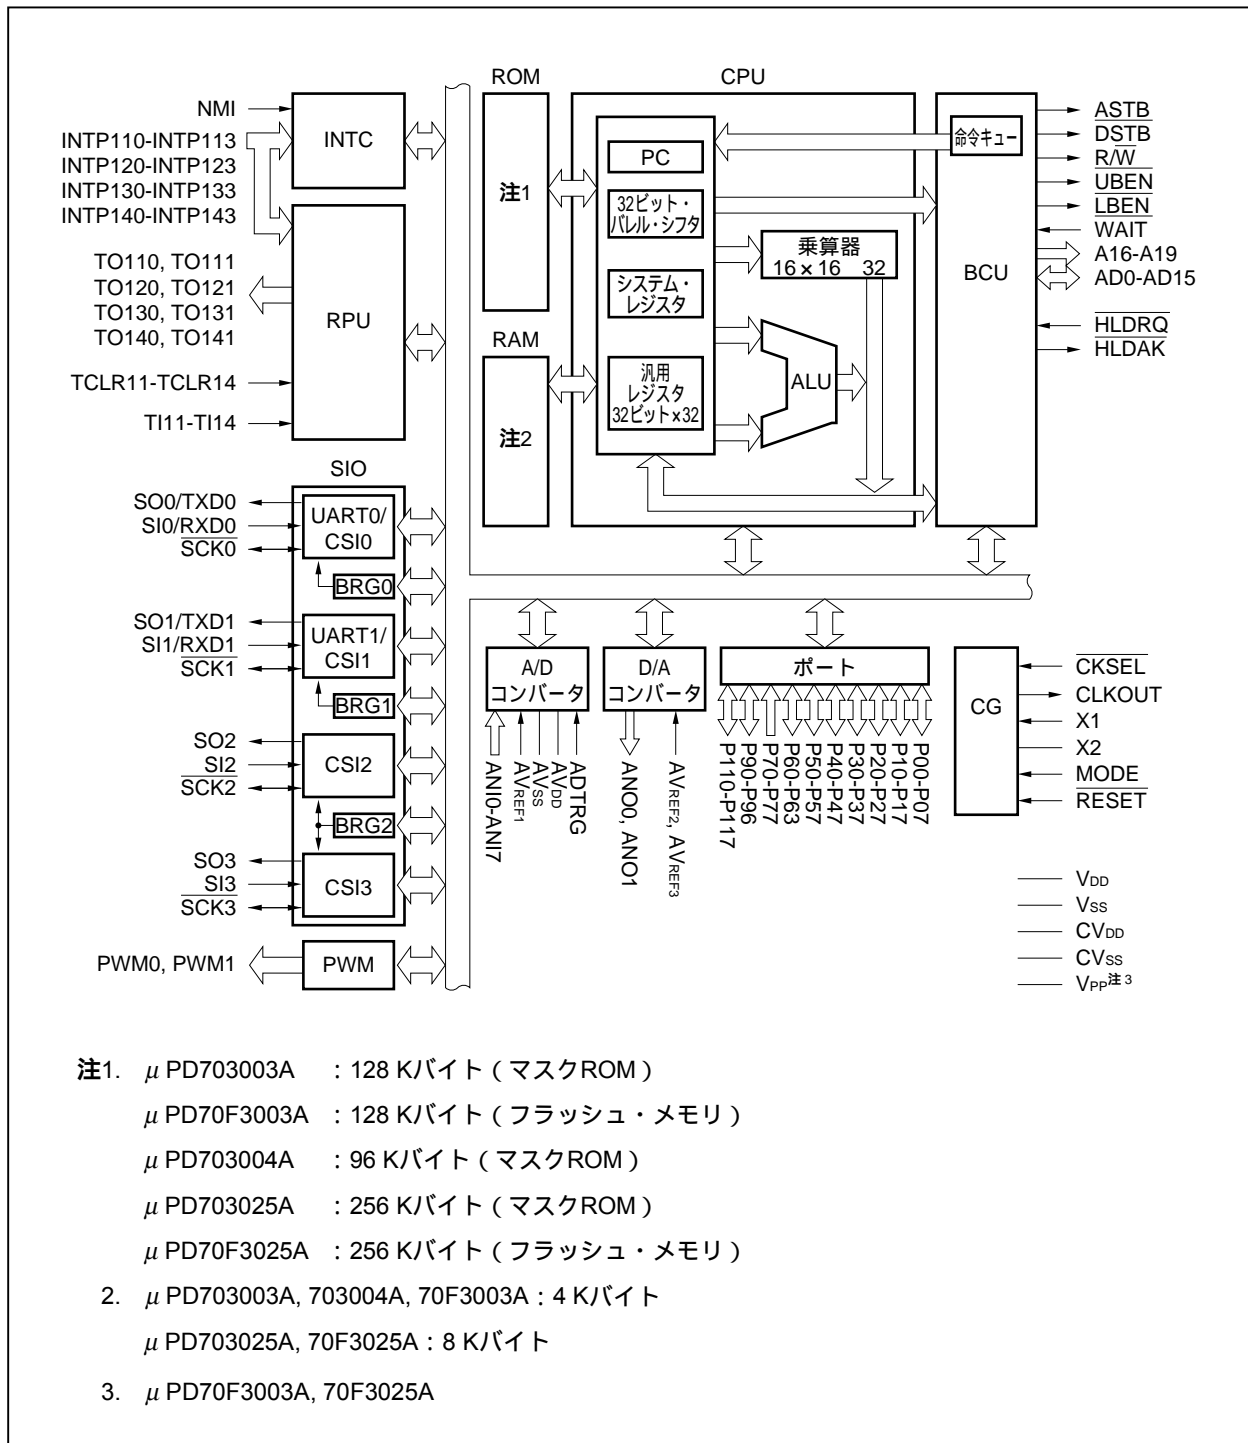 ROM
CPU
NMI
INTP110-INTP113
INTP120-INTP123
INTP130-INTP133
INTP140-INTP143
INTC
TO110, TO111
TO120, TO121
TO130, TO131
TO140, TO141
TCLR11-TCLR14
TI11-TI14
RPU
注1
RAM
注2
PC
32ビット・
バレル・シフタ
システム・
レジスタ
汎用
レジスタ
32ビット×32
乗算器
16×16 32
ALU
命令キュー
BCU
ASTB
DSTB
R/W
UBEN
LBEN
WAIT
A16-A19
AD0-AD15
HLDRQ
HLDAK
SIO
SO0/TXD0
SI0/RXD0
SCK0
UART0/
CSI0
BRG0
SO1/TXD1
SI1/RXD1
SCK1
UART1/
CSI1
BRG1
SO2
SI2
SCK2
CSI2
BRG2
SO3
SI3
SCK3
CSI3
PWM0, PWM1
PWM
A/D
コンバータ
ANI0-ANI7
AVREF1
AVSS
AVDD
ADTRG
D/A
コンバータ
ANO0, ANO1
AVREF2, AVREF3
ポート
P110-P117
P90-P96
P70-P77
P60-P63
P50-P57
P40-P47
P30-P37
P20-P27
P10-P17
P00-P07
CG
CKSEL
CLKOUT
X1
X2
MODE
RESET
VDD
VSS
CVDD
CVSS
VPP注3
注1. μPD703003A : 128 Kバイト（マスクROM）
μPD70F3003A : 128 Kバイト（フラッシュ・メモリ）
μPD703004A : 96 Kバイト（マスクROM）
μPD703025A : 256 Kバイト（マスクROM）
μPD70F3025A : 256 Kバイト（フラッシュ・メモリ）
2. μPD703003A, 703004A, 70F3003A : 4 Kバイト
μPD703025A, 70F3025A : 8 Kバイト
3. μPD70F3003A, 70F3025A